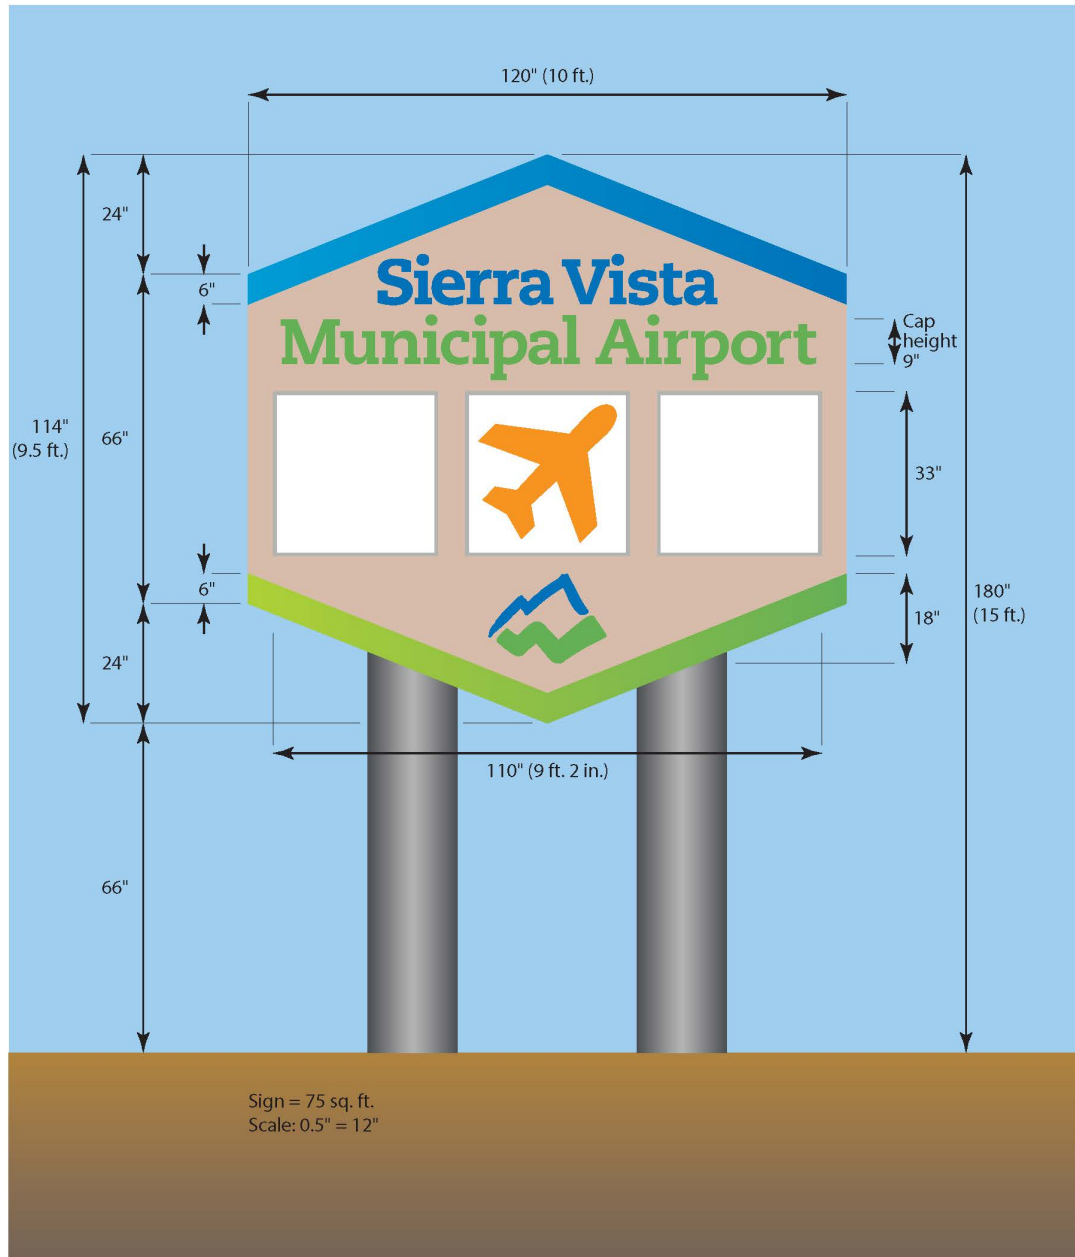 120" (10 ft.)
24"
6"
Sierra Vista
Municipal Airport
Cap
height
9"
114"
(9.5 ft.)
66"
33"
6"
180"
(15 ft.)
18"
24"
110" (9 ft. 2 in.)
66"
Sign = 75 sq. ft.
Scale: 0.5" = 12"